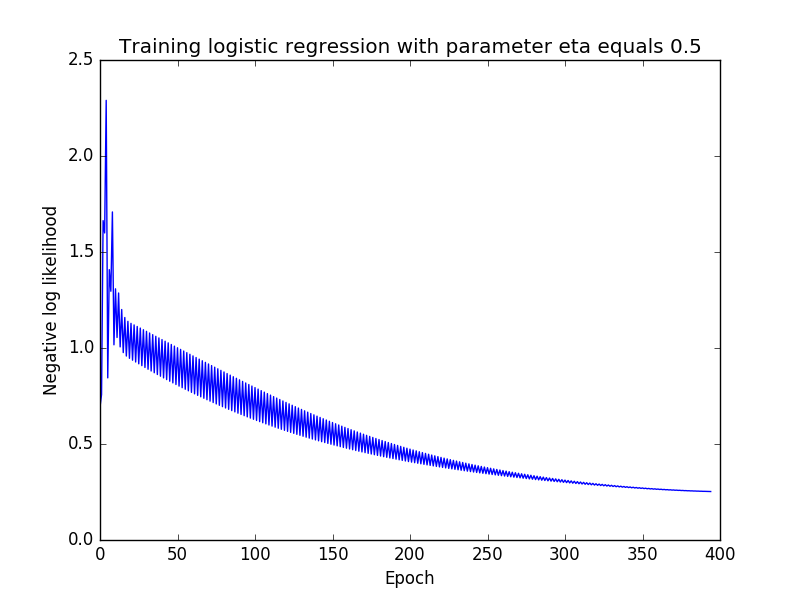 Training logistic regression with parameter eta equals 0.5
2.5
2.0
1.5
1.0
0.5
0.0
Negative log likelihood
0 50 100 150 200 250 300 350 400
Epoch